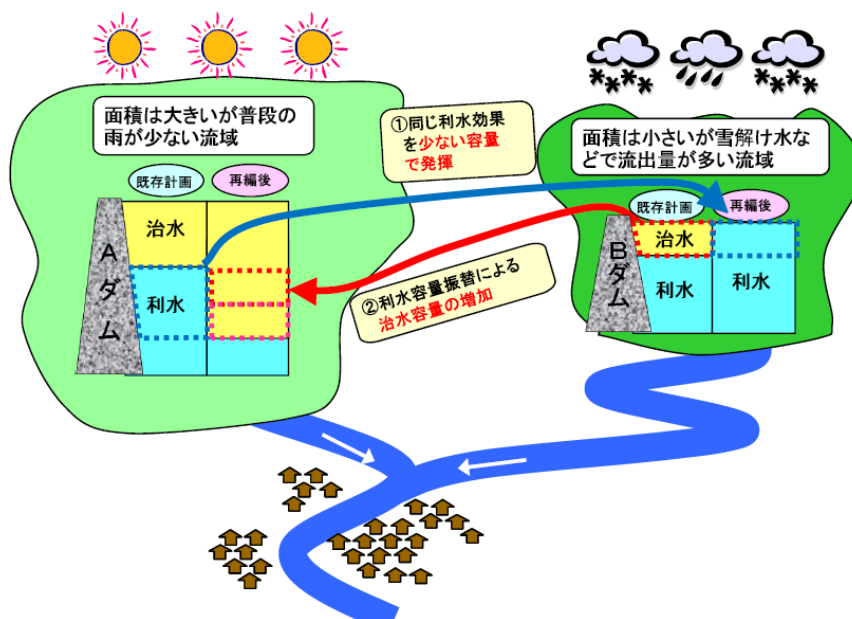 面積は大きいが普段の
雨が少ない流域
既存計画
再編後
治水
利水
Aダム
①同じ利水効果
を少ない容量
で発揮
②利水容量振替による
治水容量の増加
面積は小さいが雪解け水な
どで流出量が多い流域
既存計画
再編後
治水
利水
利水
Bダム